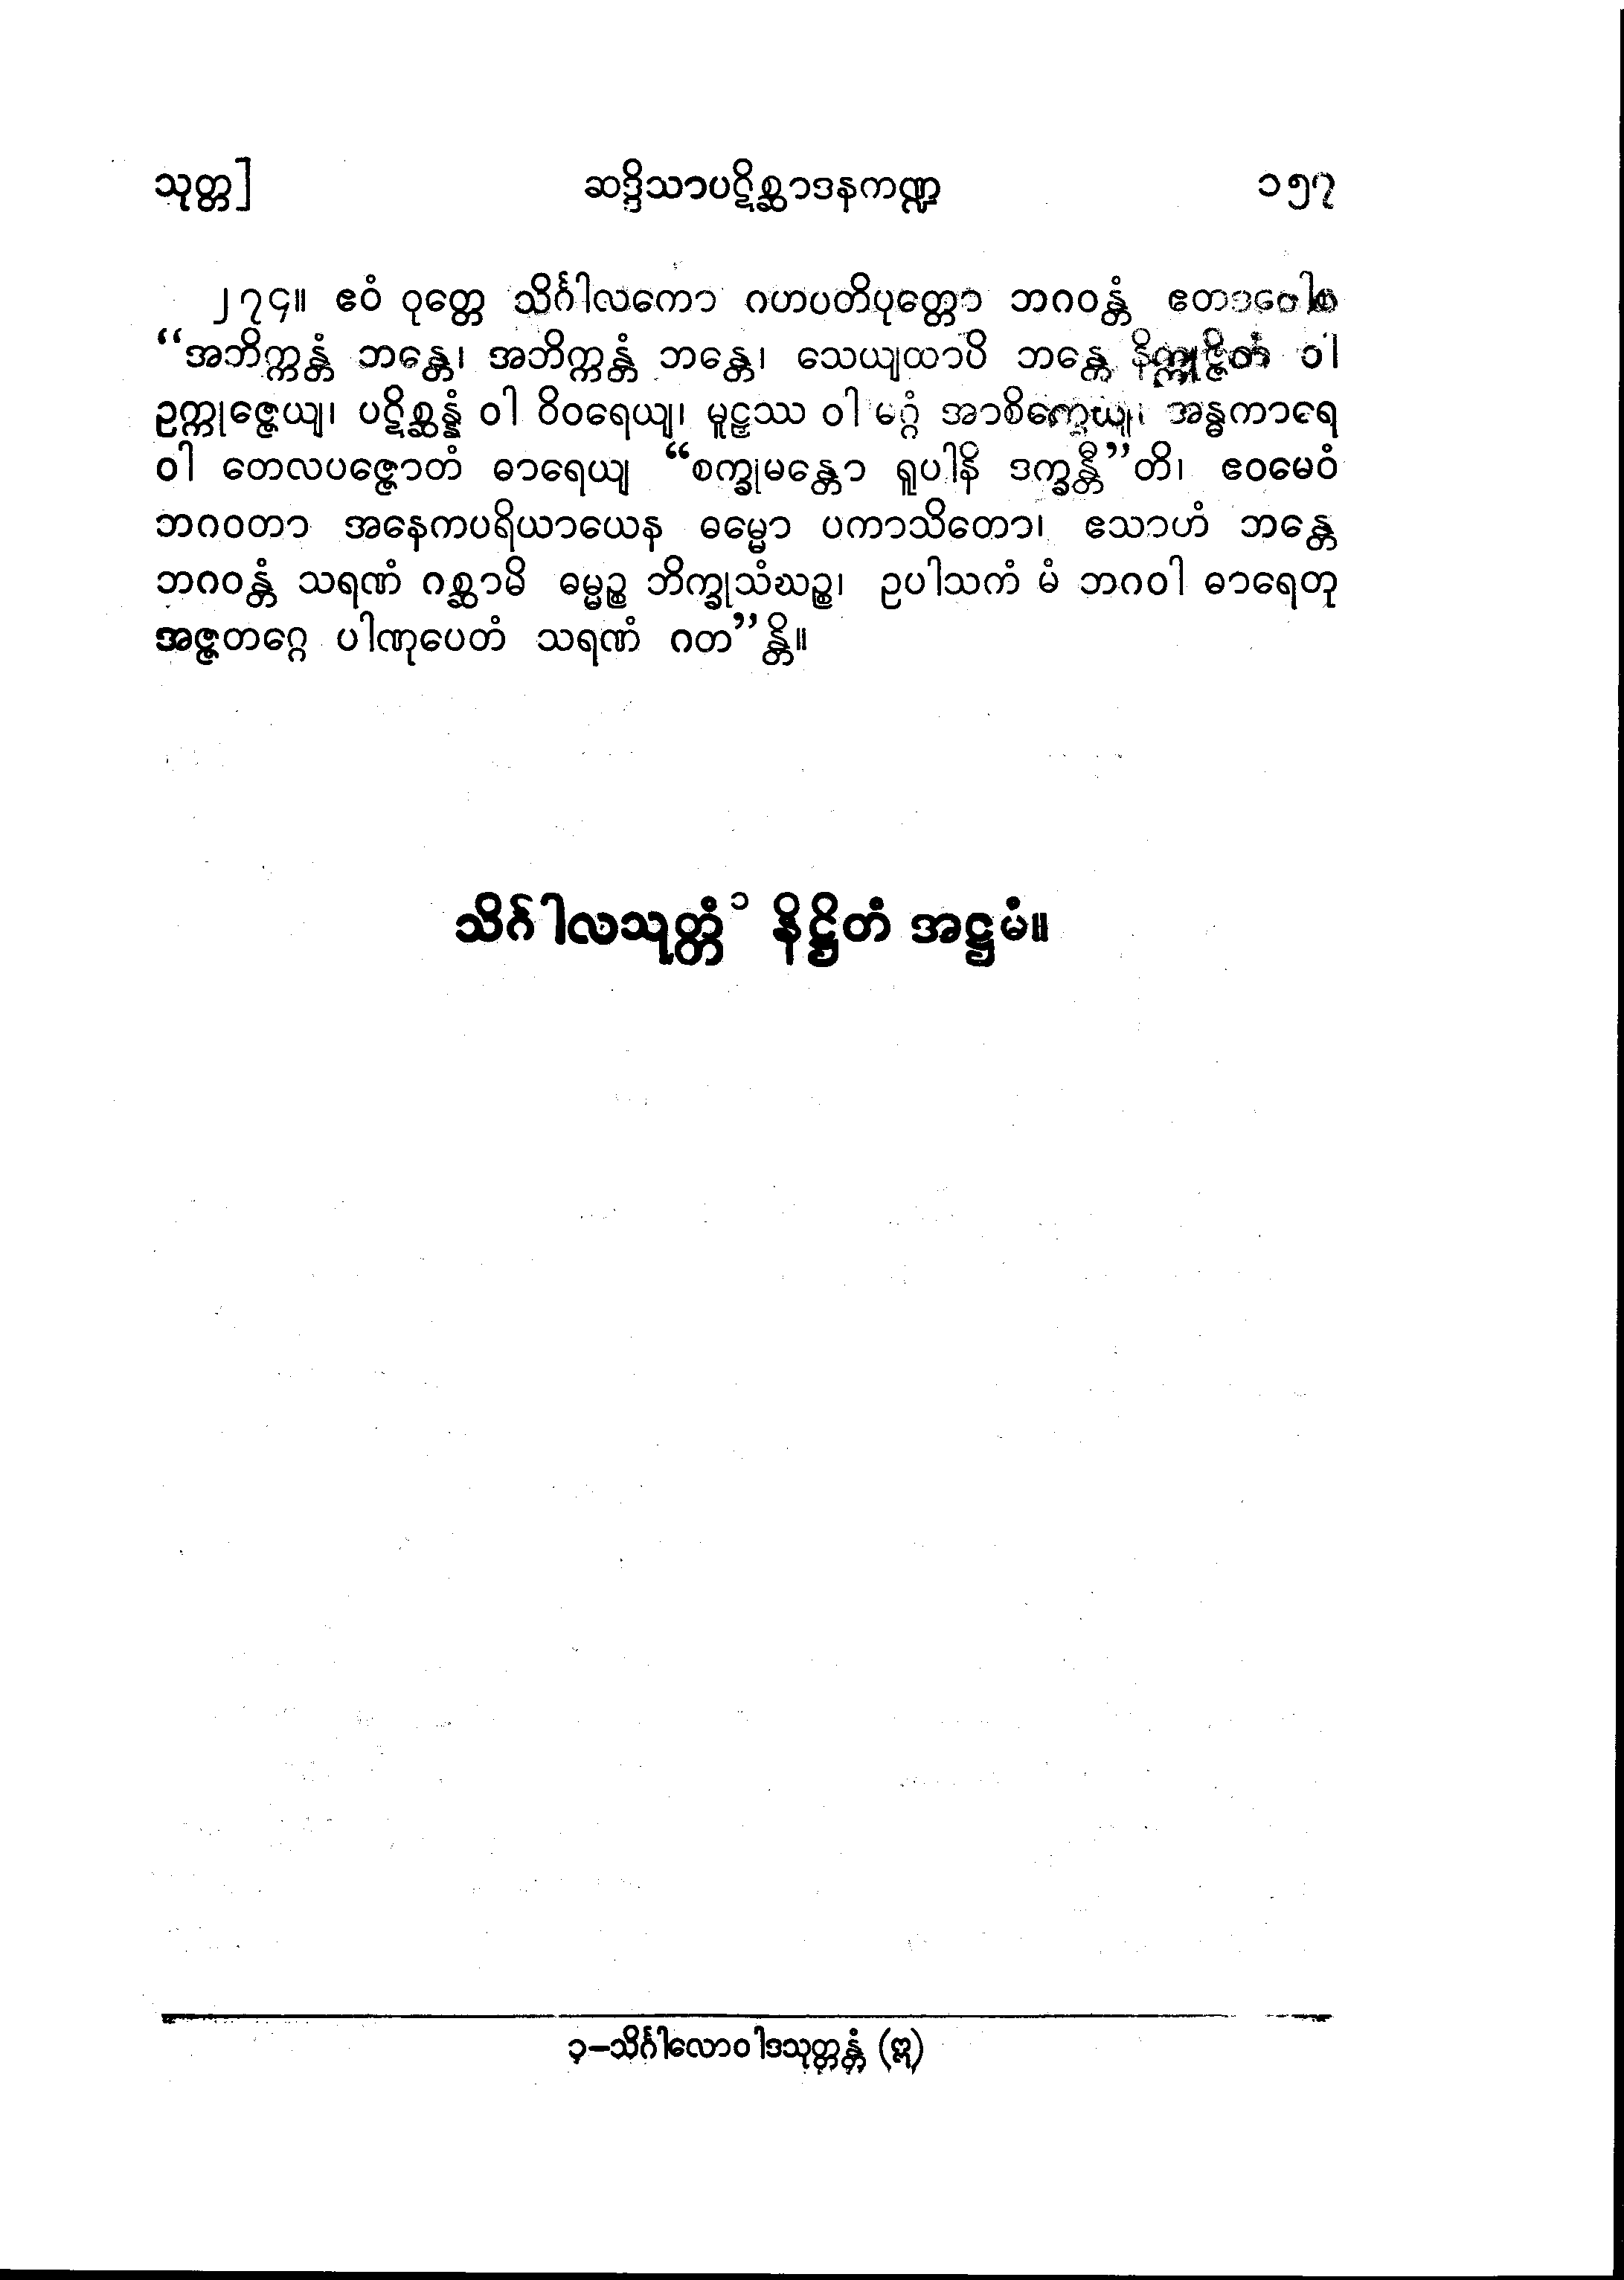 သုတ္တ]
ဆဒ္ဒိသာပဋိစ္ဆာဒနကဏ္ဍ
၁၅၇
၂၇၄။ ဧဝံ ဝုတ္တေ သိင်္ဂါလကော ဂဟပတိပုတ္တော ဘဂဝန္တံ ဧတဒဝေါစ
“အဘိက္ကန္တံ ဘန္တေ၊ အဘိက္ကန္တံ ဘန္တေ၊ သေယျထာပိ ဘန္တေ နိက္ကုဇ္ဇိတံ ဝါ
ဥက္ကုဇ္ဇေယျ၊ ပဋိစ္ဆန္နံ ဝါ ဝိဝရေယျ၊ မူဠှဿ ဝါ မဂ္ဂံ အာစိက္ခေယျ၊ အန္ဓကာရေ
ဝါ တေလပဇ္ဇောတံ ဓာရေယျ “စက္ခုမန္တော ရူပါနိ ဒက္ခန္တီ”တိ၊ ဧဝမေဝံ
ဘဂဝတာ အနေကပရိယာယေန ဓမ္မော ပကာသိတော၊ ဧသာဟံ ဘန္တေ
ဘဂဝန္တံ သရဏံ ဂစ္ဆာမိ ဓမ္မဉ္စ ဘိက္ခုသံဃဉ္စ၊ ဥပါသကံ မံ ဘဂဝါ ဓာရေတု
အဇ္ဇတဂ္ဂေ ပါဏုပေတံ သရဏံ ဂတ”န္တိ။
သိင်္ဂါလသုတ္တံ ၁ နိဋ္ဌိတံ အဋ္ဌမံ။
၁-သိင်္ဂါလောဝါဒသုတ္တန္တံ (ဣ)